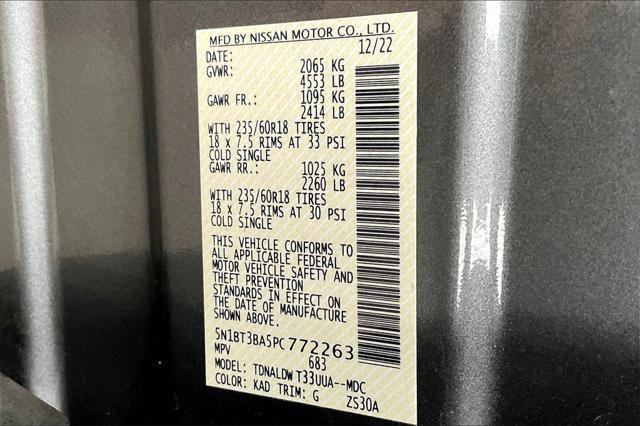 MFD BY NISSAN MOTOR CO., LTD.
DATE: 12/22
GVWR: 2065 KG
4553 LB
GAWR FR.: 1095 KG
2414 LB
WITH 235/60R18 TIRES
18 x 7.5 RIMS AT 33 PSI
COLD SINGLE
GAWR RR.: 1025 KG
2260 LB
WITH 235/60R18 TIRES
18 x 7.5 RIMS AT 30 PSI
COLD SINGLE
THIS VEHICLE CONFORMS TO
ALL APPLICABLE FEDERAL
MOTOR VEHICLE SAFETY AND
THEFT PREVENTION
STANDARDS IN EFFECT ON
THE DATE OF MANUFACTURE
SHOWN ABOVE.
5N1BT3BA5PC772263
MPV 683
MODEL: TDNALDW T33UUA--MDC
COLOR: KAD TRIM: G ZS30A